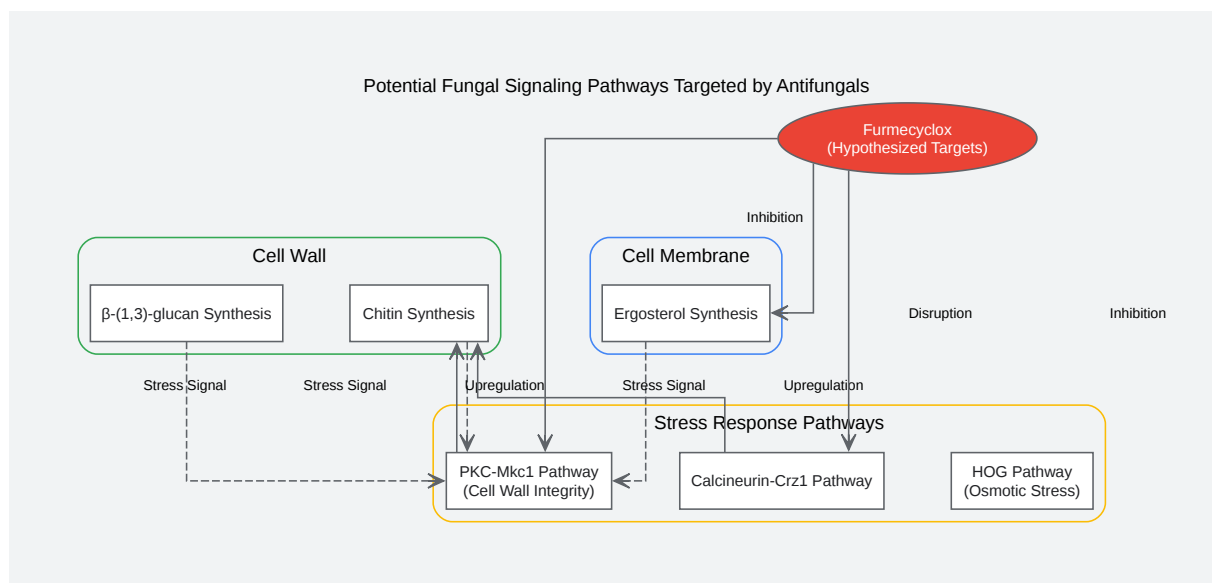 Potential Fungal Signaling Pathways Targeted by Antifungals
Furmecyclox
(Hypothesized Targets)
Inhibition
Cell Wall
Cell Membrane
β-(1,3)-glucan Synthesis
Chitin Synthesis
Ergosterol Synthesis
Disruption
Inhibition
Stress Signal
Stress Signal
Upregulation
Stress Signal
Upregulation
Stress Response Pathways
PKC-Mkc1 Pathway
(Cell Wall Integrity)
Calcineurin-Crz1 Pathway
HOG Pathway
(Osmotic Stress)